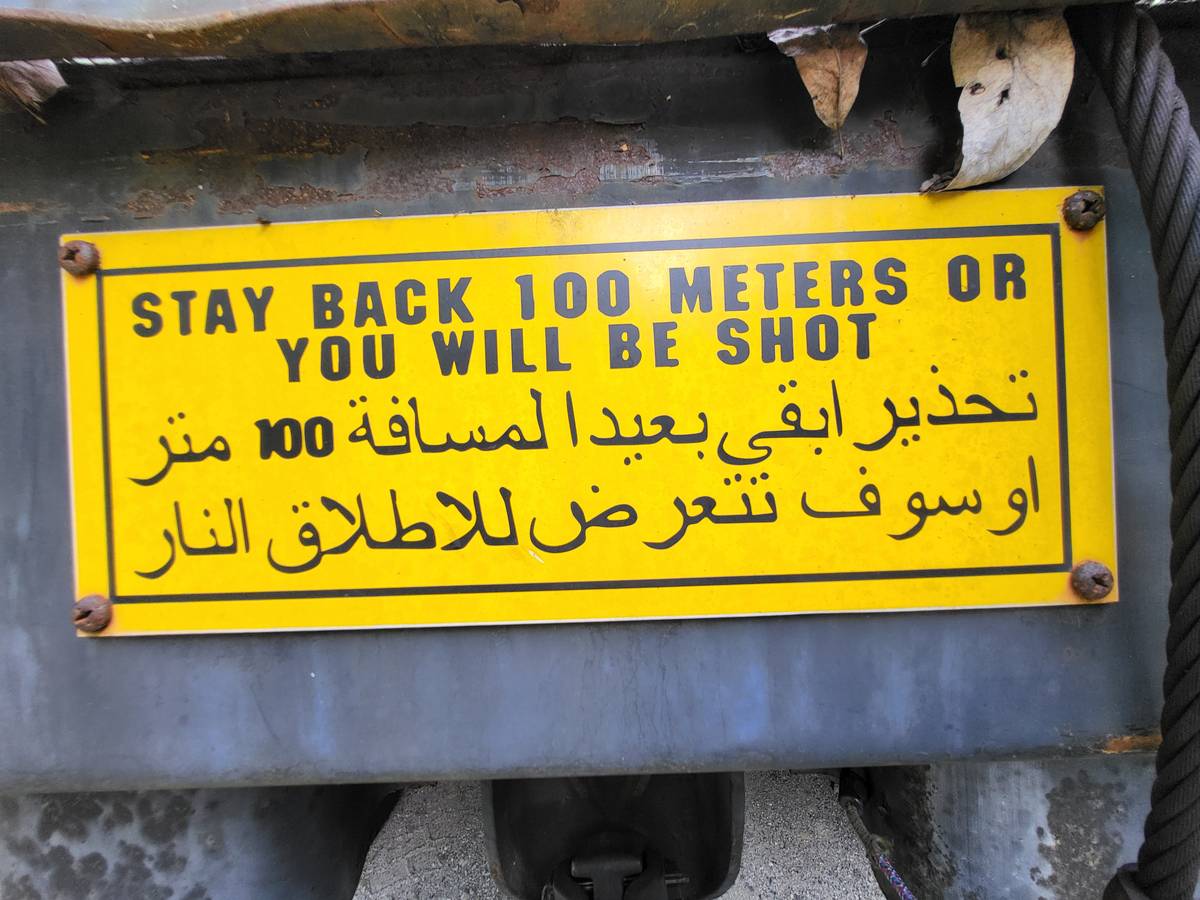 STAY BACK 100 METERS OR
YOU WILL BE SHOT
تحذير ابقي بعيدا لمسافة 100 متر
او سوف تتعرض للاطلاق النار